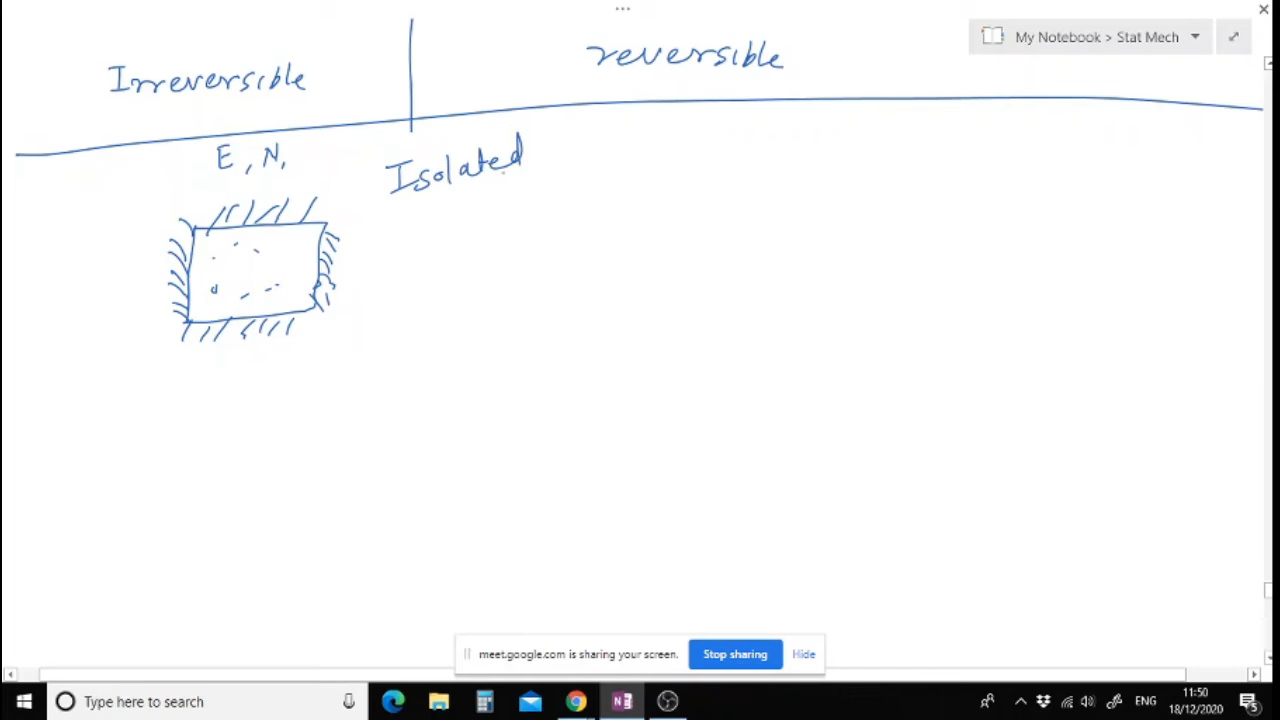 My Notebook > Stat Mech
Irreversible
reversible
E, N,
Isolated
meet.google.com is sharing your screen.
Stop sharing
Hide
Type here to search
ENG
11:50
18/12/2020
5